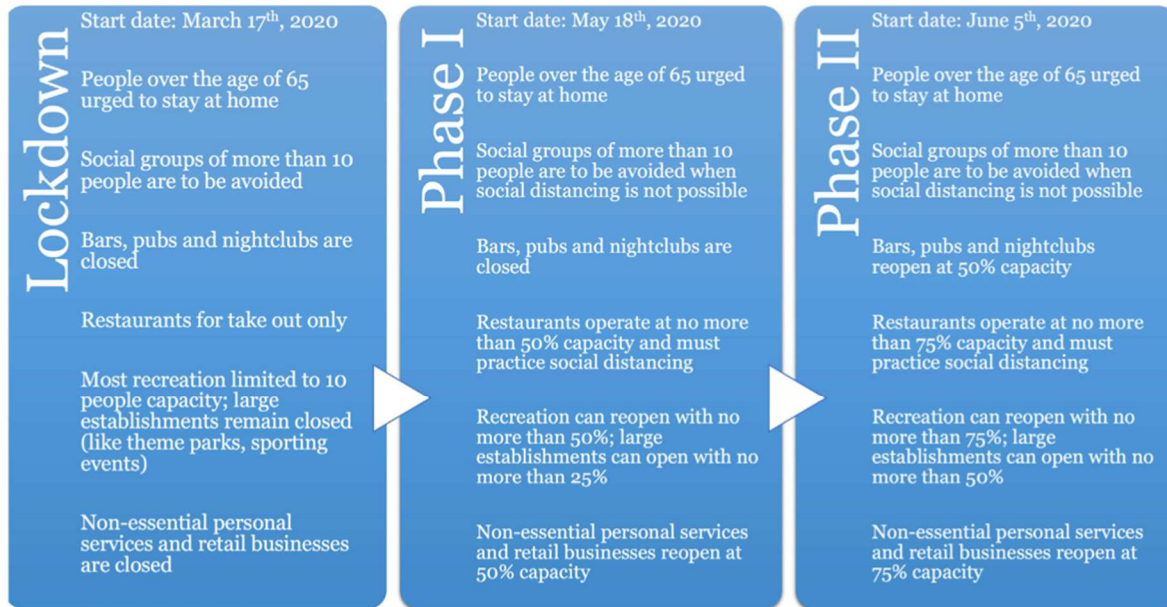 Lockdown
Start date: March 17th, 2020
People over the age of 65
urged to stay at home
Social groups of more than 10
people are to be avoided
Bars, pubs and nightclubs are
closed
Restaurants for take out only
Most recreation limited to 10
people capacity; large
establishments remain closed
(like theme parks, sporting
events)
Non-essential personal
services and retail businesses
are closed
Phase I
Start date: May 18th, 2020
People over the age of 65 urged
to stay at home
Social groups of more than 10
people are to be avoided when
social distancing is not possible
Bars, pubs and nightclubs are
closed
Restaurants operate at no more
than 50% capacity and must
practice social distancing
Recreation can reopen with no
more than 50%; large
establishments can open with no
more than 25%
Non-essential personal services
and retail businesses reopen at
50% capacity
Phase II
Start date: June 5th, 2020
People over the age of 65 urged
to stay at home
Social groups of more than 10
people are to be avoided when
social distancing is not possible
Bars, pubs and nightclubs
reopen at 50% capacity
Restaurants operate at no more
than 75% capacity and must
practice social distancing
Recreation can reopen with no
more than 75%; large
establishments can open with no
more than 50%
Non-essential personal services
and retail businesses reopen at
75% capacity